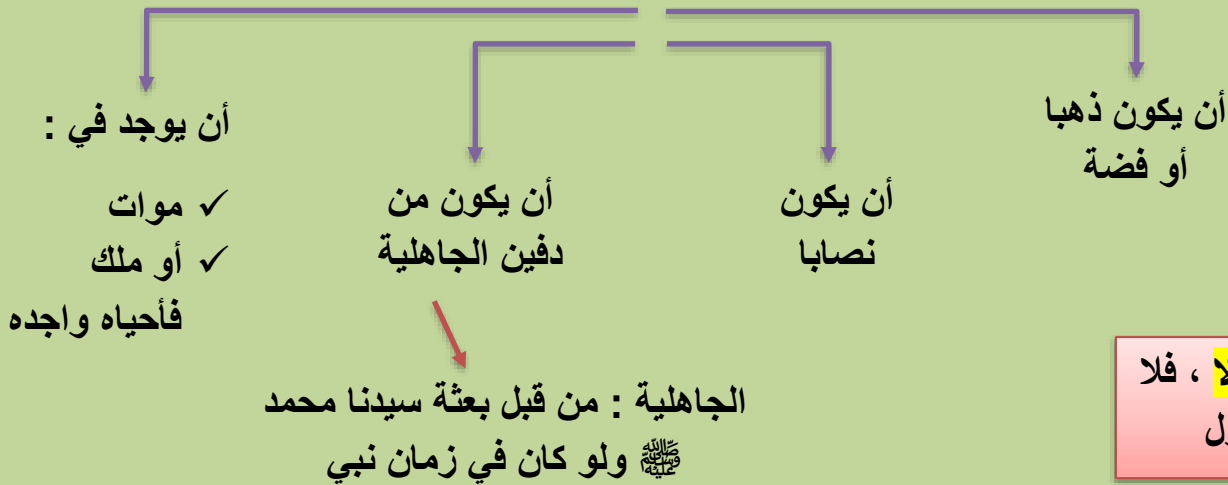 أن يكون ذهبا
أو فضة
أن يكون
نصابا
أن يكون من
دفين الجاهلية
أن يوجد في :
✓ موات
✓ أو ملك
فأحياه واجده
الجاهلية : من قبل بعثة سيدنا محمد
ﷺ ولو كان في زمان نبي
، فلا